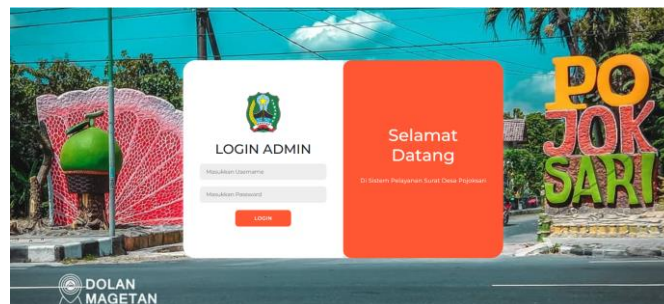 LOGIN ADMIN
Masukkan Username
Masukkan Password
LOGIN
Selamat
Datang
Di Sistem Pelayanan Surat Desa Pojoksari
PO
JOK
SARI
DOLAN
MAGETAN